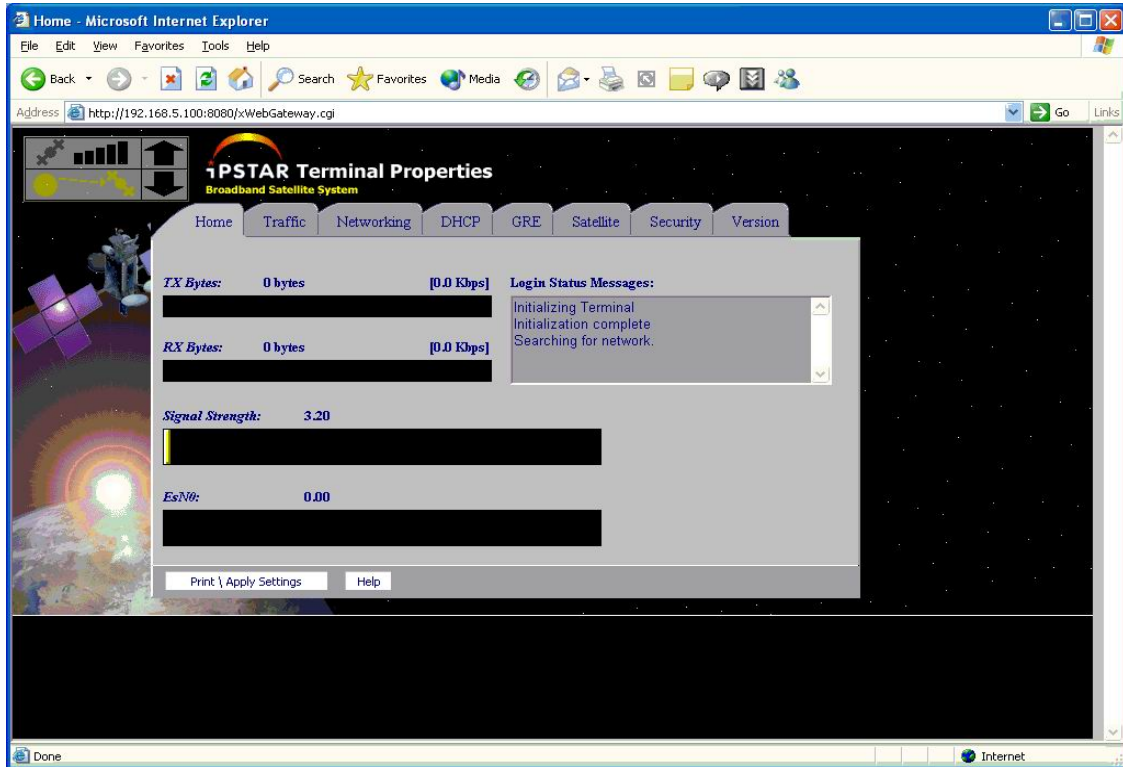 Home - Microsoft Internet Explorer
File Edit View Favorites Tools Help
Back Search Favorites Media
Address http://192.168.5.100:8080/xWebGateway.cgi Go Links
iPSTAR Terminal Properties
Broadband Satellite System
Home Traffic Networking DHCP GRE Satellite Security Version
TX Bytes: 0 bytes [0.0 Kbps] Login Status Messages:
Initializing Terminal
Initialization complete
Searching for network.
RX Bytes: 0 bytes [0.0 Kbps]
Signal Strength: 3.20
EsN0: 0.00
Print \ Apply Settings Help
Done Internet